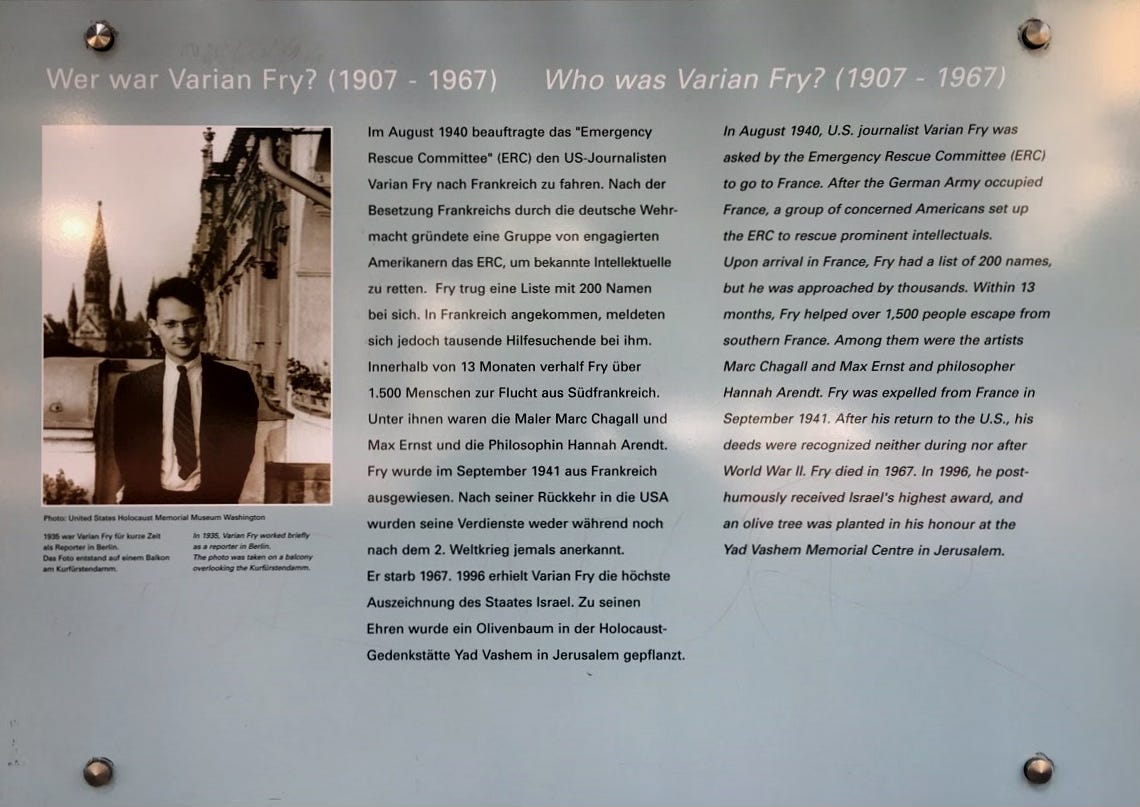 Wer war Varian Fry? (1907 - 1967)
Who was Varian Fry? (1907 - 1967)
Photo: United States Holocaust Memorial Museum Washington
1935 war Varian Fry für kurze Zeit
als Reporter in Berlin.
Das Foto entstand auf einem Balkon
am Kurfürstendamm.
In 1935, Varian Fry worked briefly
as a reporter in Berlin.
The photo was taken on a balcony
overlooking the Kurfürstendamm.
Im August 1940 beauftragte das "Emergency
Rescue Committee" (ERC) den US-Journalisten
Varian Fry nach Frankreich zu fahren. Nach der
Besetzung Frankreichs durch die deutsche Wehr-
macht gründete eine Gruppe von engagierten
Amerikanern das ERC, um bekannte Intellektuelle
zu retten. Fry trug eine Liste mit 200 Namen
bei sich. In Frankreich angekommen, meldeten
sich jedoch tausende Hilfesuchende bei ihm.
Innerhalb von 13 Monaten verhalf Fry über
1.500 Menschen zur Flucht aus Südfrankreich.
Unter ihnen waren die Maler Marc Chagall und
Max Ernst und die Philosophin Hannah Arendt.
Fry wurde im September 1941 aus Frankreich
ausgewiesen. Nach seiner Rückkehr in die USA
wurden seine Verdienste weder während noch
nach dem 2. Weltkrieg jemals anerkannt.
Er starb 1967. 1996 erhielt Varian Fry die höchste
Auszeichnung des Staates Israel. Zu seinen
Ehren wurde ein Olivenbaum in der Holocaust-
Gedenkstätte Yad Vashem in Jerusalem gepflanzt.
In August 1940, U.S. journalist Varian Fry was
asked by the Emergency Rescue Committee (ERC)
to go to France. After the German Army occupied
France, a group of concerned Americans set up
the ERC to rescue prominent intellectuals.
Upon arrival in France, Fry had a list of 200 names,
but he was approached by thousands. Within 13
months, Fry helped over 1,500 people escape from
southern France. Among them were the artists
Marc Chagall and Max Ernst and philosopher
Hannah Arendt. Fry was expelled from France in
September 1941. After his return to the U.S., his
deeds were recognized neither during nor after
World War II. Fry died in 1967. In 1996, he post-
humously received Israel's highest award, and
an olive tree was planted in his honour at the
Yad Vashem Memorial Centre in Jerusalem.